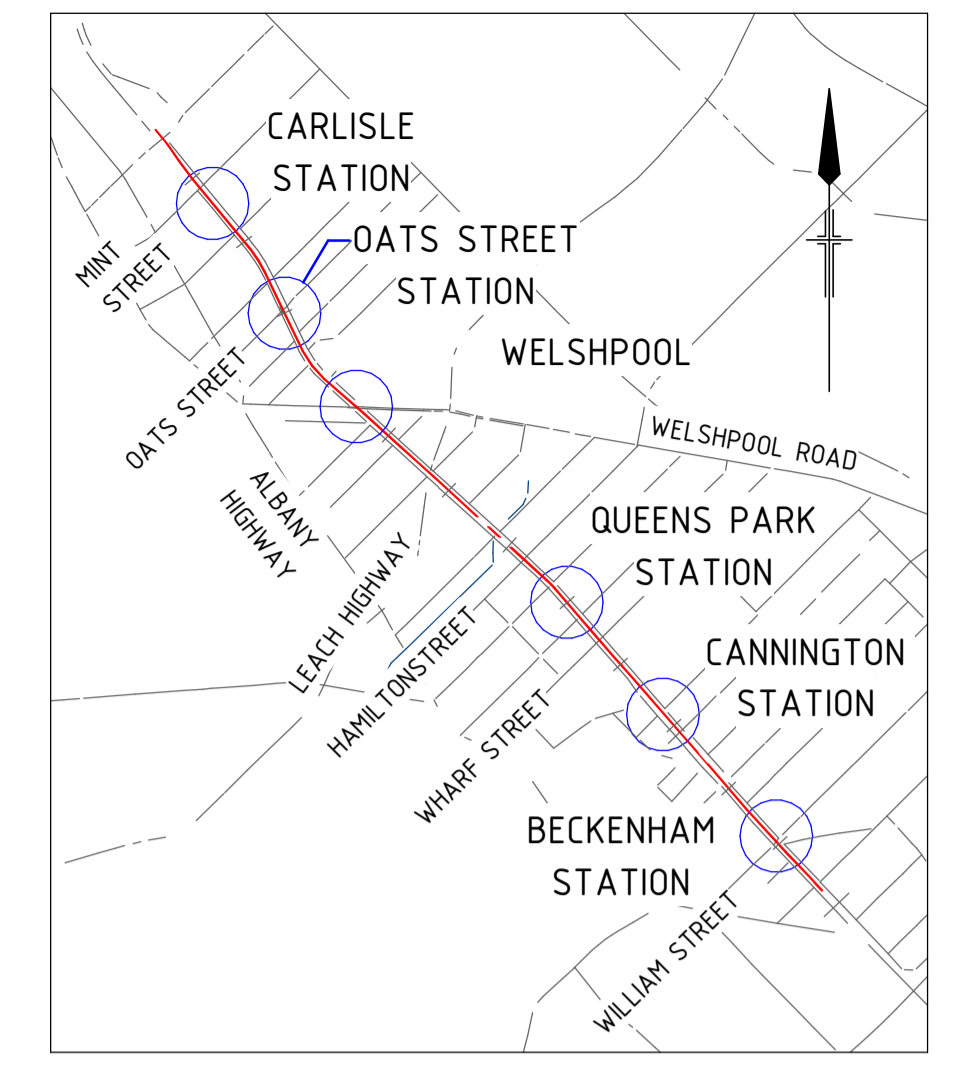 CARLISLE
STATION
OATS STREET
STATION
MINT
STREET
WELSHPOOL
OATS STREET
WELSHPOOL ROAD
ALBANY
HIGHWAY
QUEENS PARK
STATION
LEACH HIGHWAY
HAMILTONSTREET
CANNINGTON
STATION
WHARF STREET
BECKENHAM
STATION
WILLIAM STREET